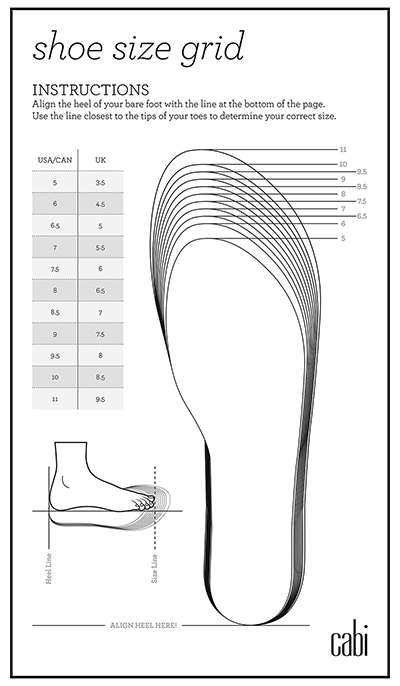 shoe size grid
INSTRUCTIONS
Align the heel of your bare foot with the line at the bottom of the page.
Use the line closest to the tips of your toes to determine your correct size.
USA/CAN UK
5 3.5
6 4.5
6.5 5
7 5.5
7.5 6
8 6.5
8.5 7
9 7.5
9.5 8
10 8.5
11 9.5
11
10
9.5
9
8.5
8
7.5
7
6.5
6
5
Heel Line
Size Line
ALIGN HEEL HERE!
cabi